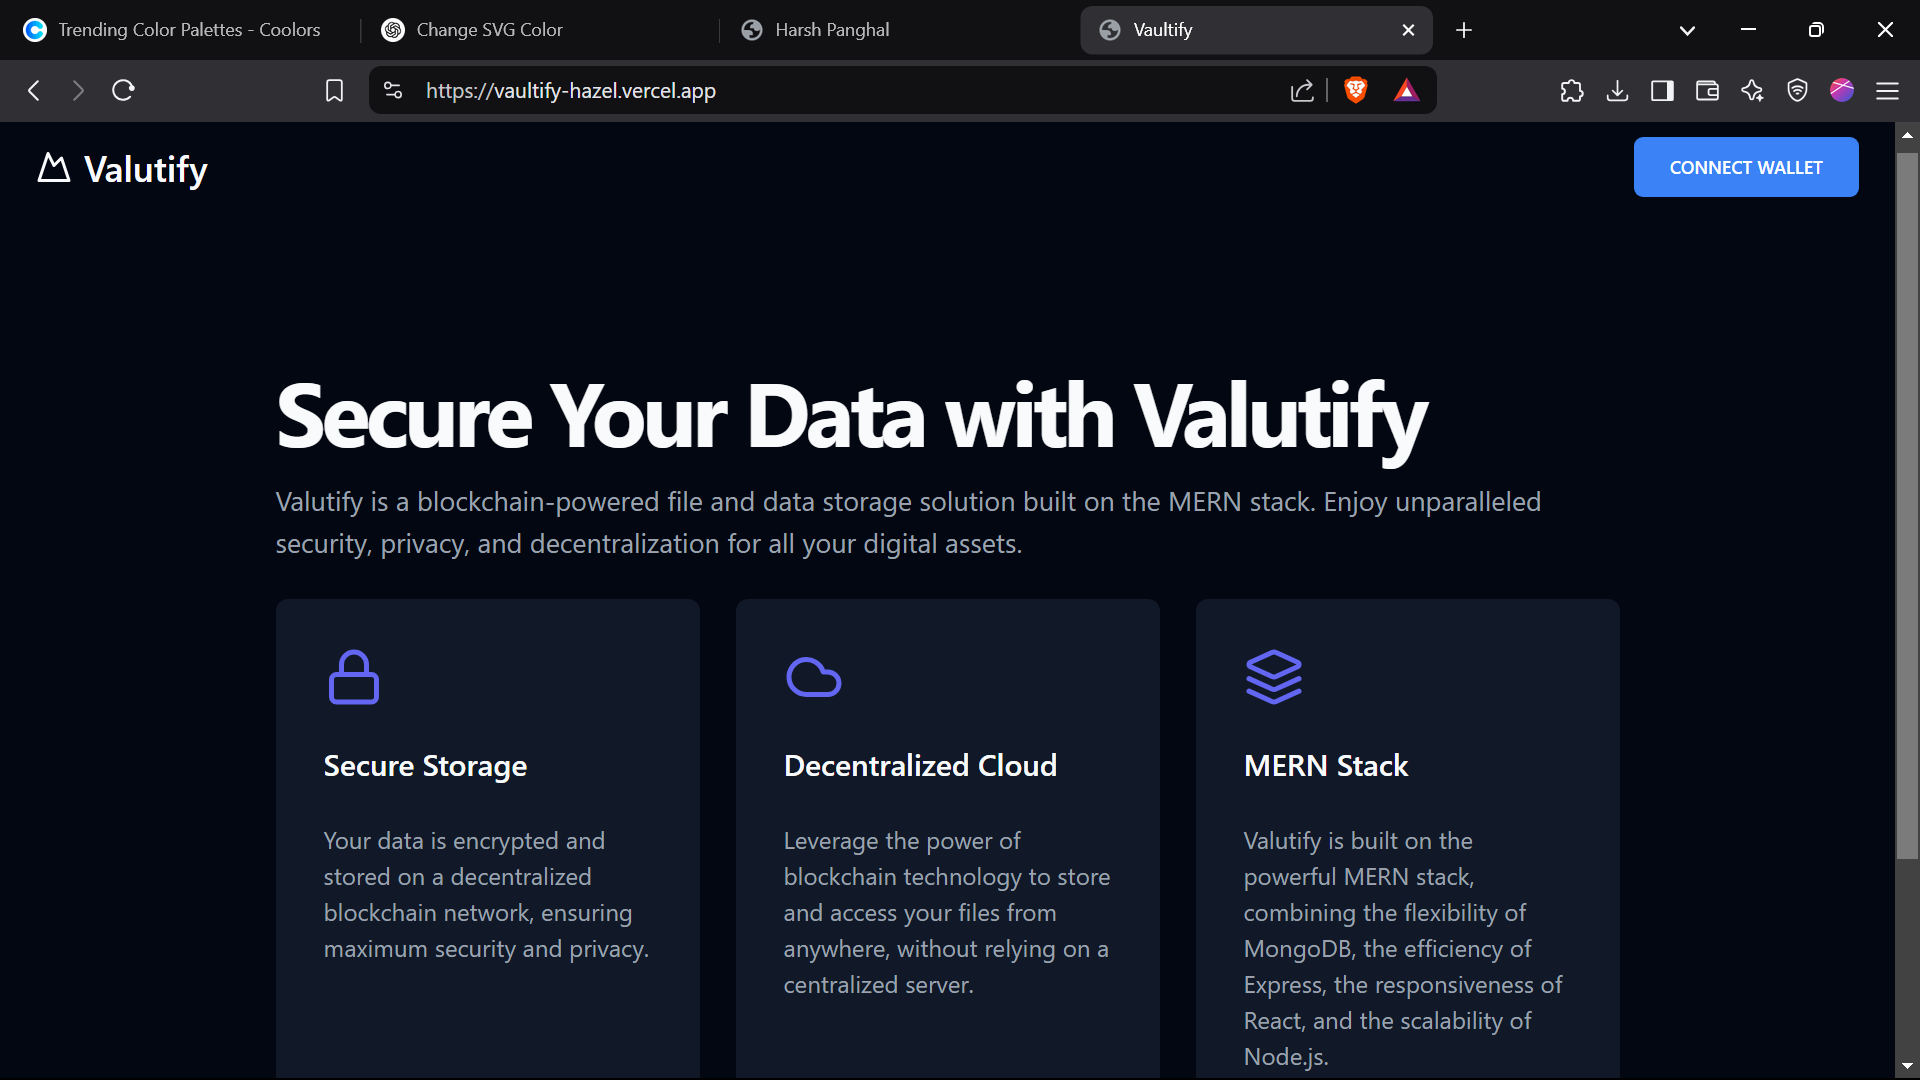 Trending Color Palettes - Coolors
Change SVG Color
Harsh Panghal
Vaultify
https://vaultify-hazel.vercel.app
Valutify
CONNECT WALLET
Secure Your Data with Valutify
Valutify is a blockchain-powered file and data storage solution built on the MERN stack. Enjoy unparalleled
security, privacy, and decentralization for all your digital assets.
Secure Storage
Your data is encrypted and
stored on a decentralized
blockchain network, ensuring
maximum security and privacy.
Decentralized Cloud
Leverage the power of
blockchain technology to store
and access your files from
anywhere, without relying on a
centralized server.
MERN Stack
Valutify is built on the
powerful MERN stack,
combining the flexibility of
MongoDB, the efficiency of
Express, the responsiveness of
React, and the scalability of
Node.js.